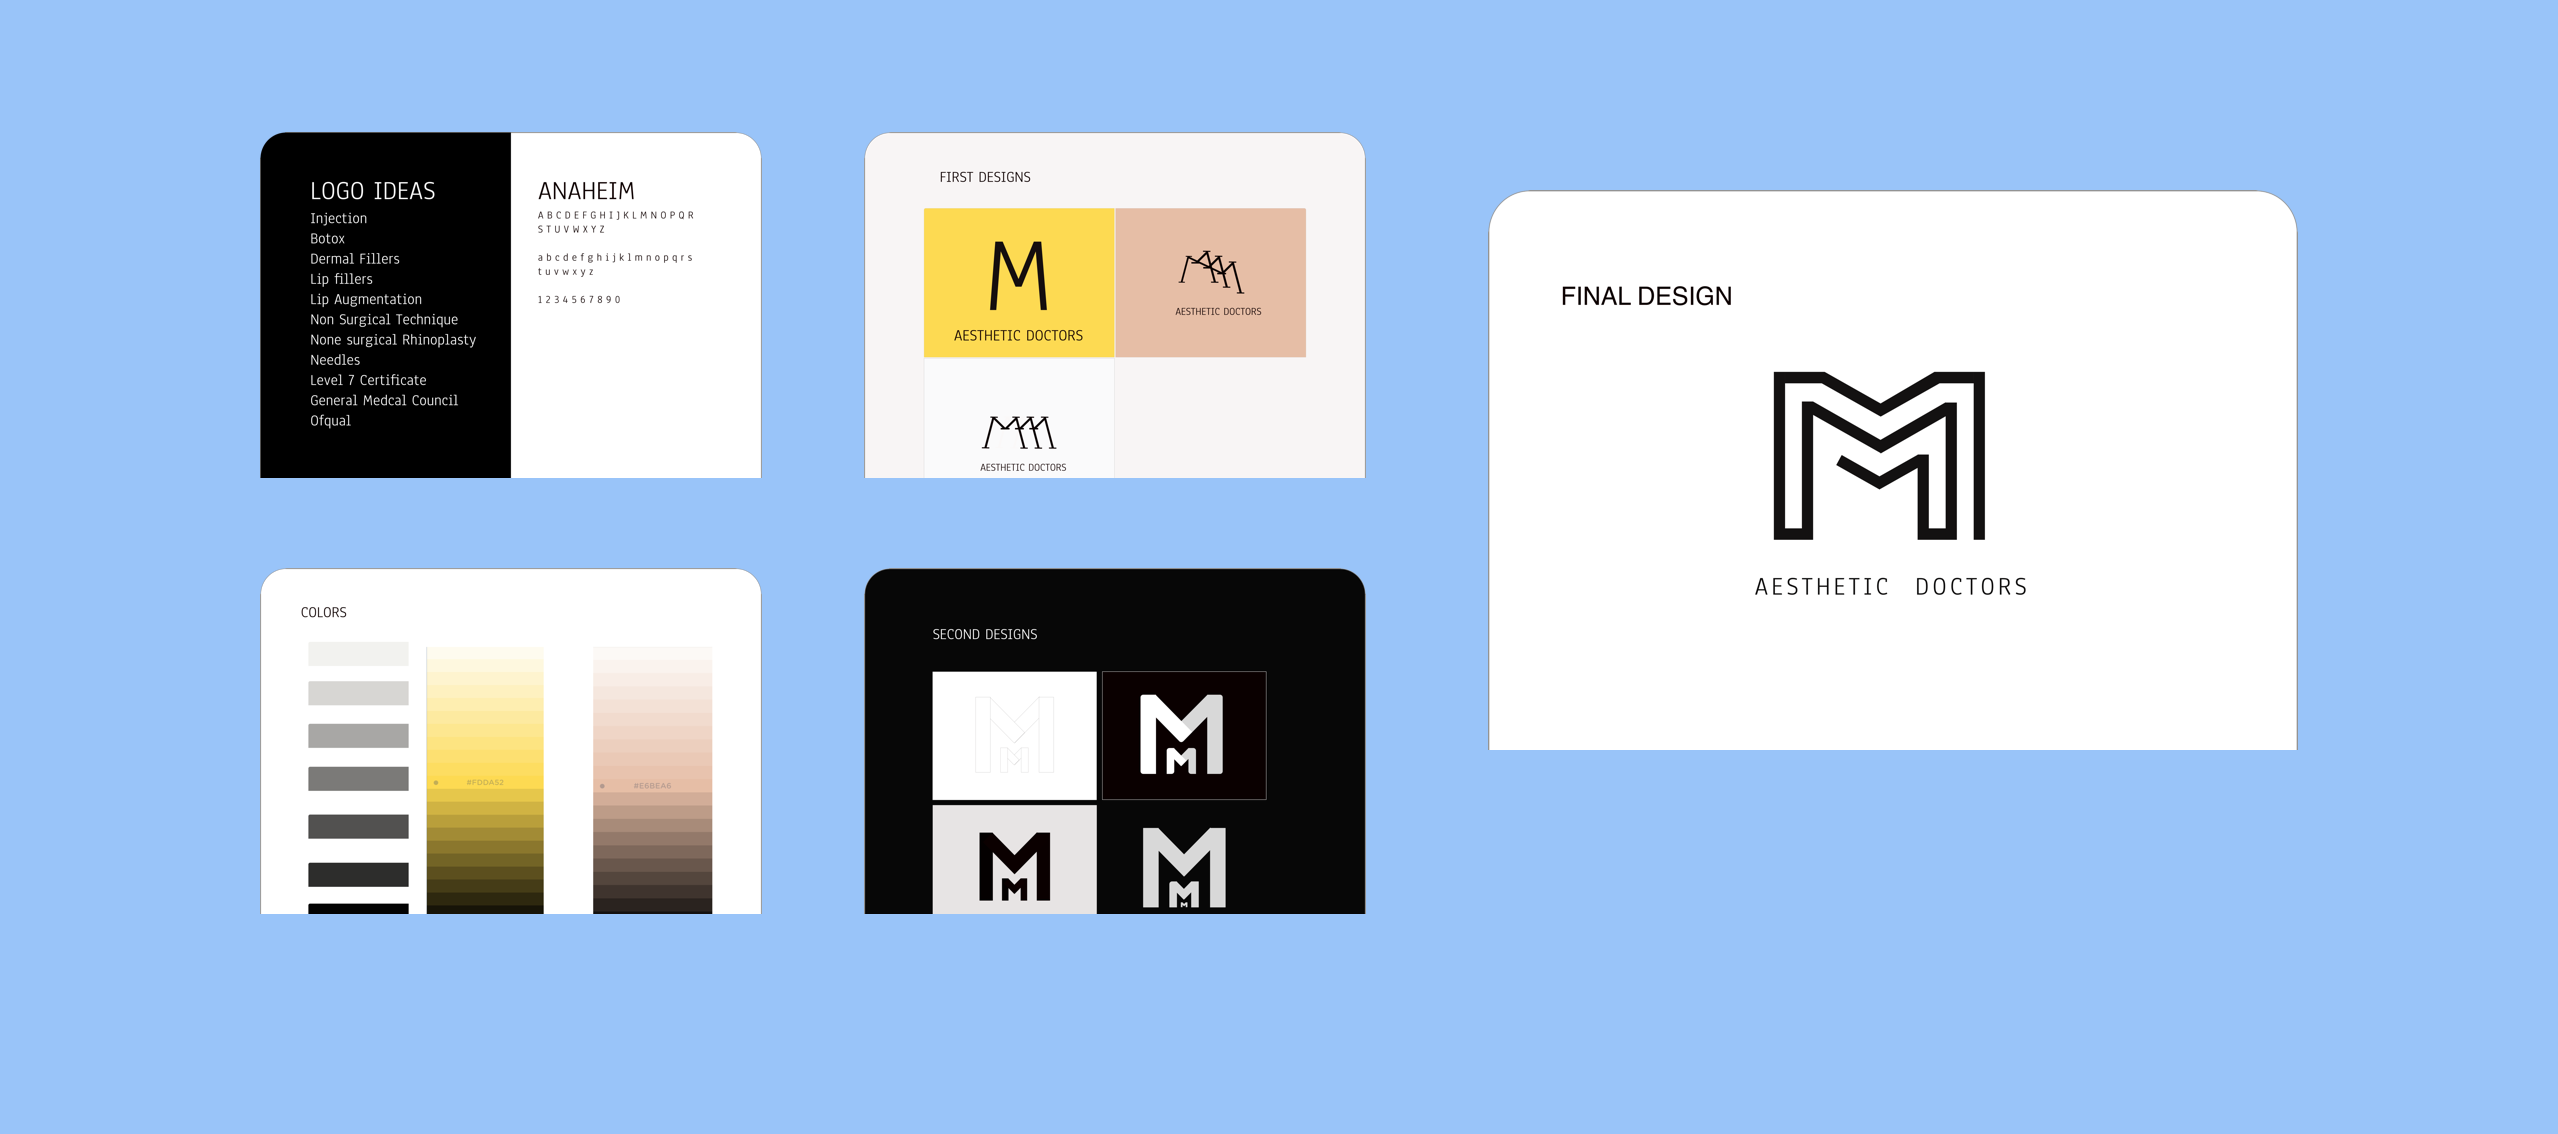 LOGO IDEAS
Injection
Botox
Dermal Fillers
Lip fillers
Lip Augmentation
Non Surgical Technique
None surgical Rhinoplasty
Needles
Level 7 Certificate
General Medcal Council
Ofqual
ANAHEIM
A B C D E F G H I J K L M N O P Q R
S T U V W X Y Z
a b c d e f g h i j k l m n o p q r s
t u v w x y z
1 2 3 4 5 6 7 8 9 0
FIRST DESIGNS
M
AESTHETIC DOCTORS
AESTHETIC DOCTORS
AESTHETIC DOCTORS
COLORS
#FDDA52
#E6BEA6
SECOND DESIGNS
FINAL DESIGN
AESTHETIC DOCTORS